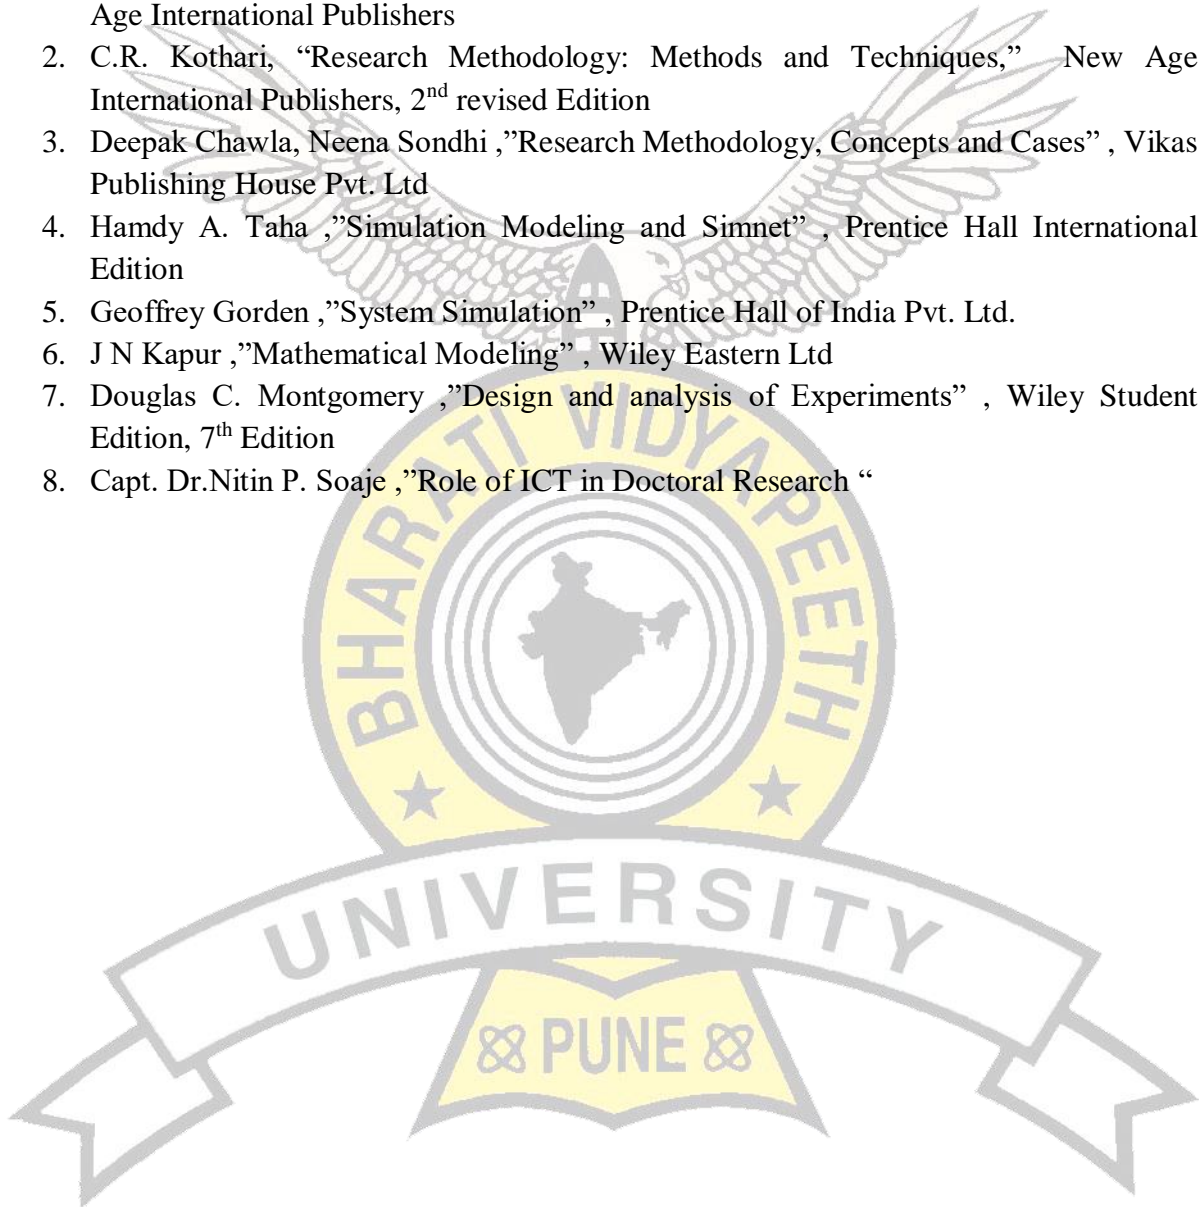 Age International Publishers
2. C.R. Kothari, “Research Methodology: Methods and Techniques,” New Age
International Publishers, 2nd revised Edition
3. Deepak Chawla, Neena Sondhi ,”Research Methodology, Concepts and Cases” , Vikas
Publishing House Pvt. Ltd
4. Hamdy A. Taha ,”Simulation Modeling and Simnet” , Prentice Hall International
Edition
5. Geoffrey Gorden ,”System Simulation” , Prentice Hall of India Pvt. Ltd.
6. J N Kapur ,”Mathematical Modeling” , Wiley Eastern Ltd
7. Douglas C. Montgomery ,”Design and analysis of Experiments” , Wiley Student
Edition, 7th Edition
8. Capt. Dr.Nitin P. Soaje ,”Role of ICT in Doctoral Research “
BHARATI VIDYAPEETH
UNIVERSITY
PUNE